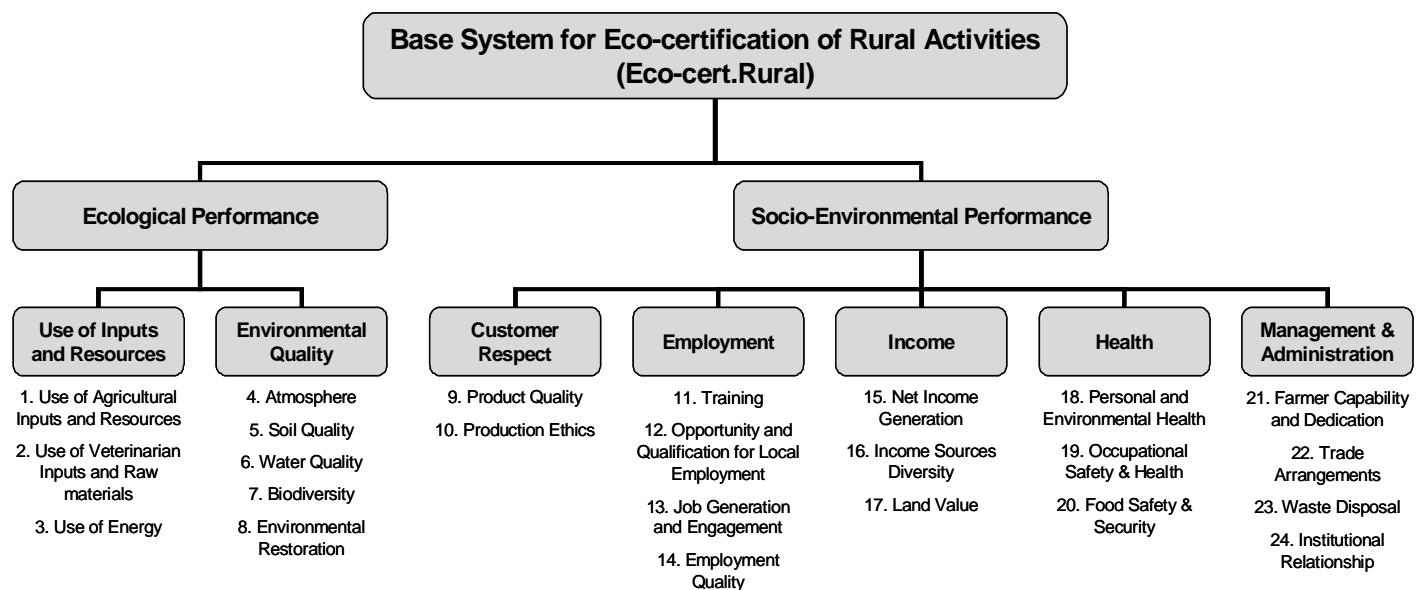 Base System for Eco-certification of Rural Activities
(Eco-cert.Rural)
Ecological Performance
Socio-Environmental Performance
Use of Inputs
and Resources
1. Use of Agricultural
Inputs and Resources
2. Use of Veterinarian
Inputs and Raw
materials
3. Use of Energy
Environmental
Quality
4. Atmosphere
5. Soil Quality
6. Water Quality
7. Biodiversity
8. Environmental
Restoration
Customer
Respect
9. Product Quality
10. Production Ethics
Employment
11. Training
12. Opportunity and
Qualification for Local
Employment
13. Job Generation
and Engagement
14. Employment
Quality
Income
15. Net Income
Generation
16. Income Sources
Diversity
17. Land Value
Health
18. Personal and
Environmental Health
19. Occupational
Safety & Health
20. Food Safety &
Security
Management &
Administration
21. Farmer Capability
and Dedication
22. Trade
Arrangements
23. Waste Disposal
24. Institutional
Relationship